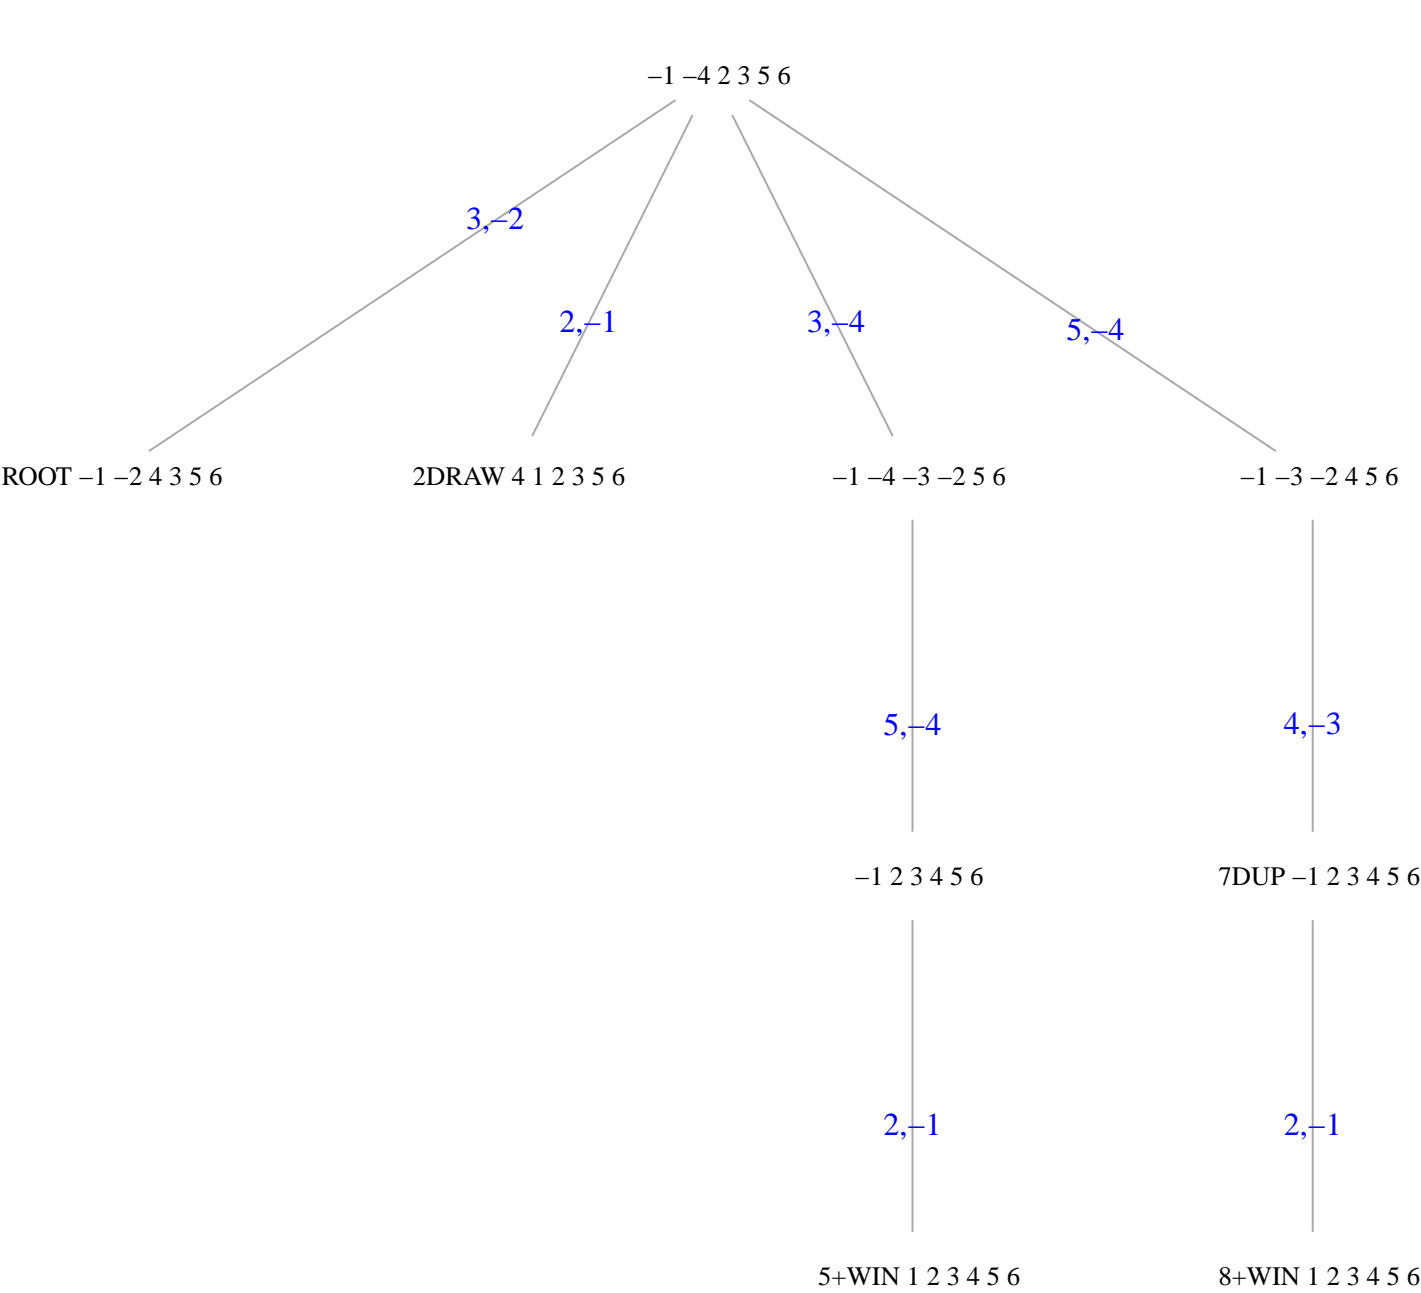 –1 –4 2 3 5 6
3,–2
2,–1
3,–4
5,–4
ROOT –1 –2 4 3 5 6
2DRAW 4 1 2 3 5 6
–1 –4 –3 –2 5 6
–1 –3 –2 4 5 6
5,–4
4,–3
–1 2 3 4 5 6
7DUP –1 2 3 4 5 6
2,–1
2,–1
5+WIN 1 2 3 4 5 6
8+WIN 1 2 3 4 5 6